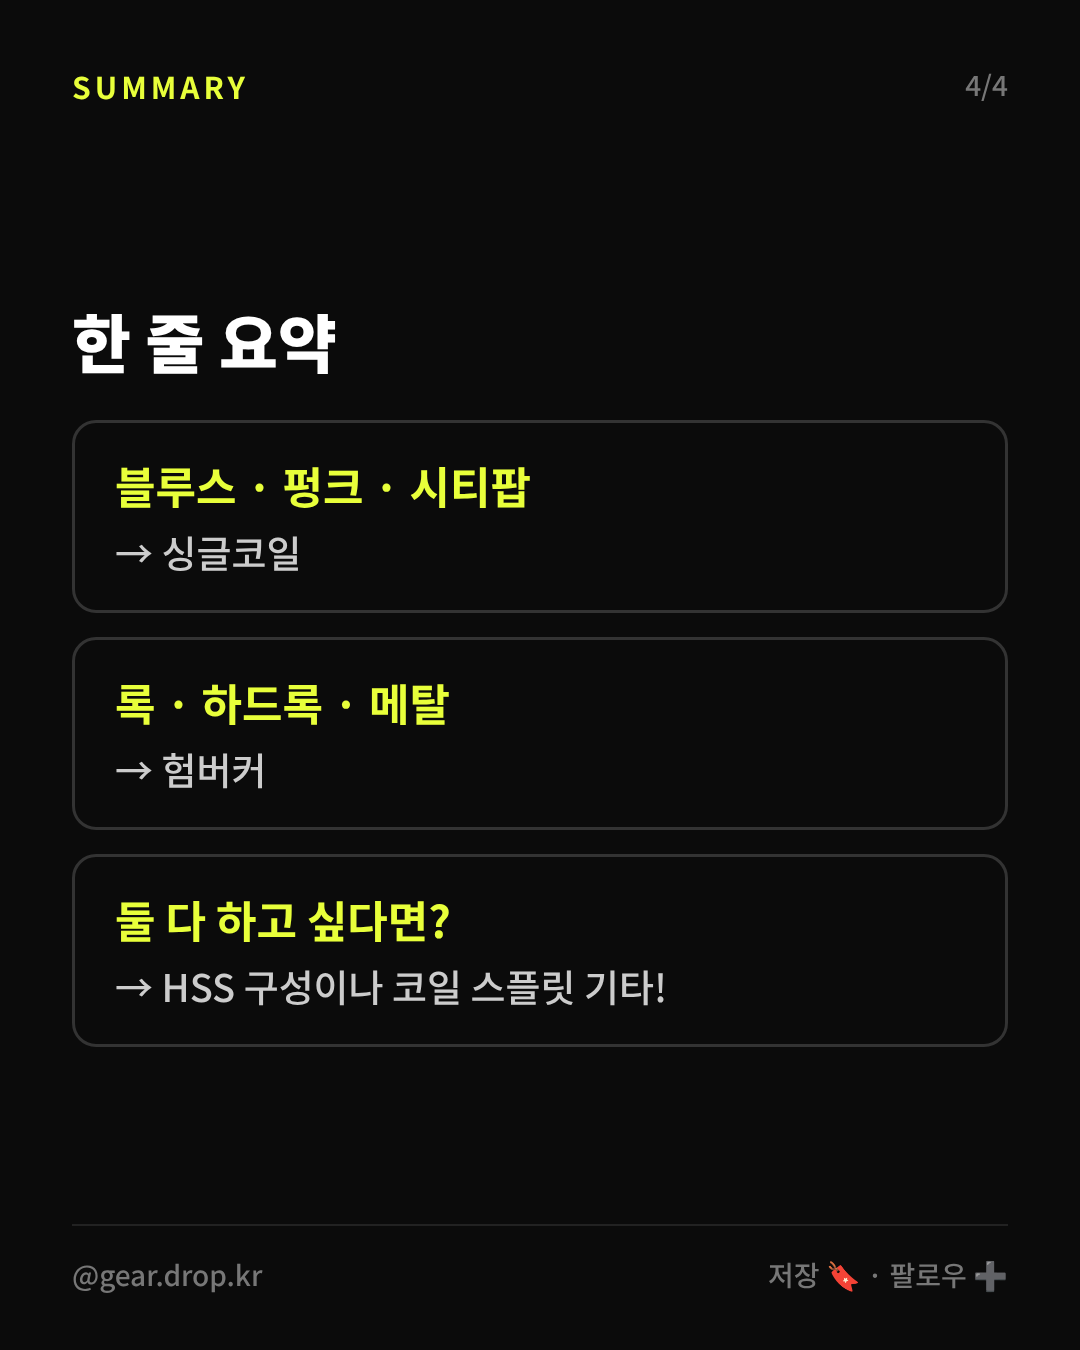 SUMMARY
4/4
한 줄 요약
블루스 · 펑크 · 시티팝
→ 싱글코일
록 · 하드록 · 메탈
→ 험버커
둘 다 하고 싶다면?
→ HSS 구성이나 코일 스플릿 기타!
@gear.drop.kr
저장 🔖 · 팔로우 ➕